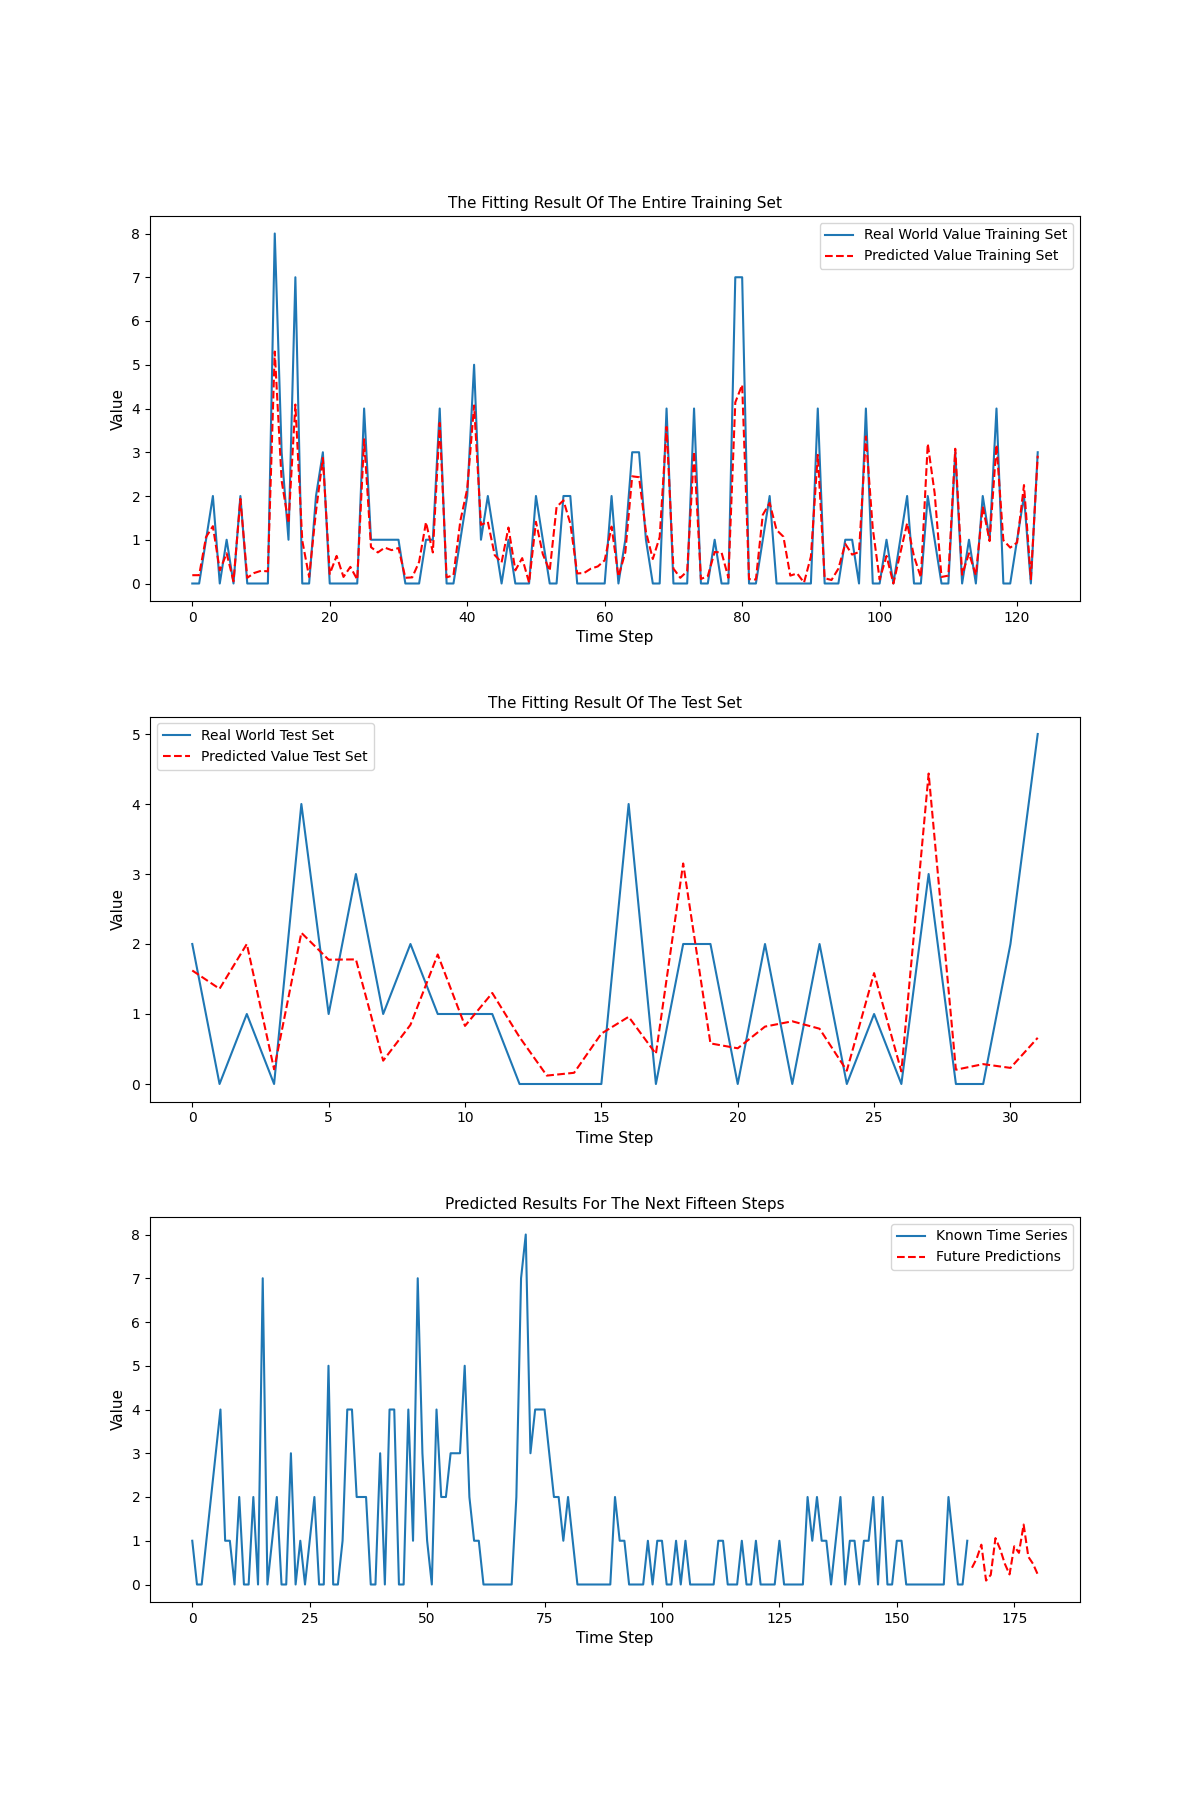 The Fitting Result Of The Entire Training Set
Real World Value Training Set
Predicted Value Training Set
8
7
6
5
4
3
2
1
0
Value
0 20 40 60 80 100 120
Time Step
The Fitting Result Of The Test Set
Real World Test Set
Predicted Value Test Set
5
4
3
2
1
0
Value
0 5 10 15 20 25 30
Time Step
Predicted Results For The Next Fifteen Steps
Known Time Series
Future Predictions
8
7
6
5
4
3
2
1
0
Value
0 25 50 75 100 125 150 175
Time Step